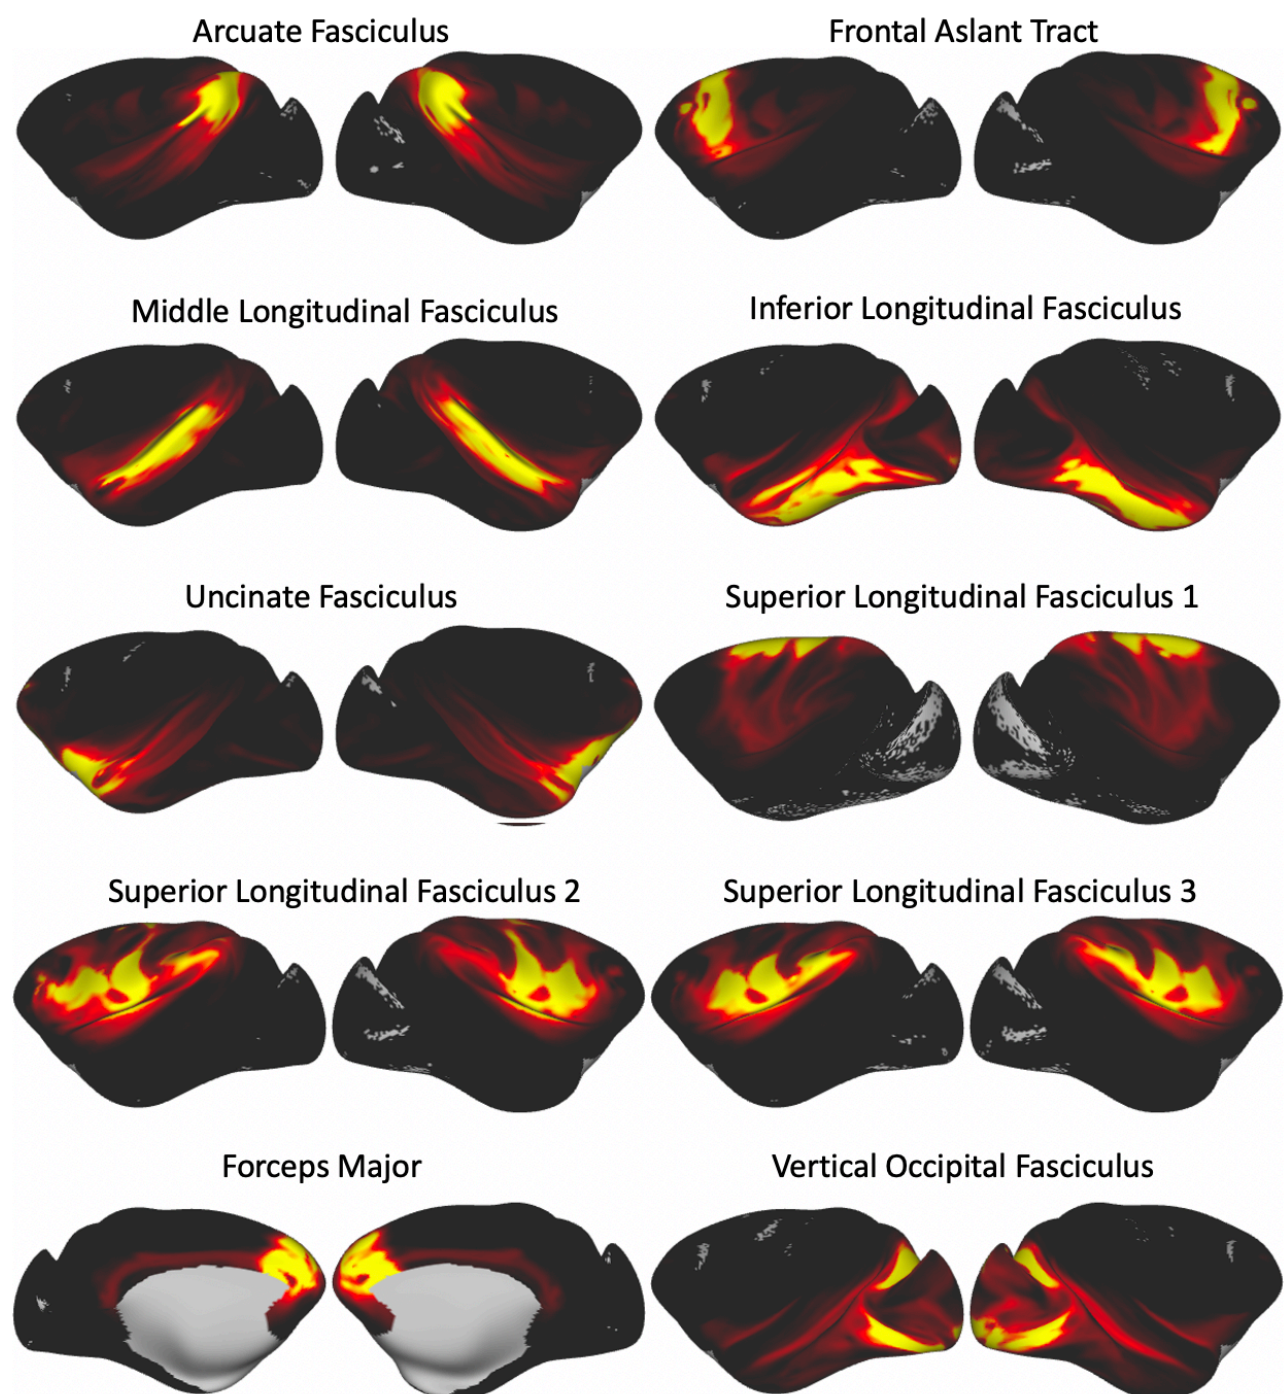 Arcuate Fasciculus
Frontal Aslant Tract
Middle Longitudinal Fasciculus
Inferior Longitudinal Fasciculus
Uncinate Fasciculus
Superior Longitudinal Fasciculus 1
Superior Longitudinal Fasciculus 2
Superior Longitudinal Fasciculus 3
Forceps Major
Vertical Occipital Fasciculus